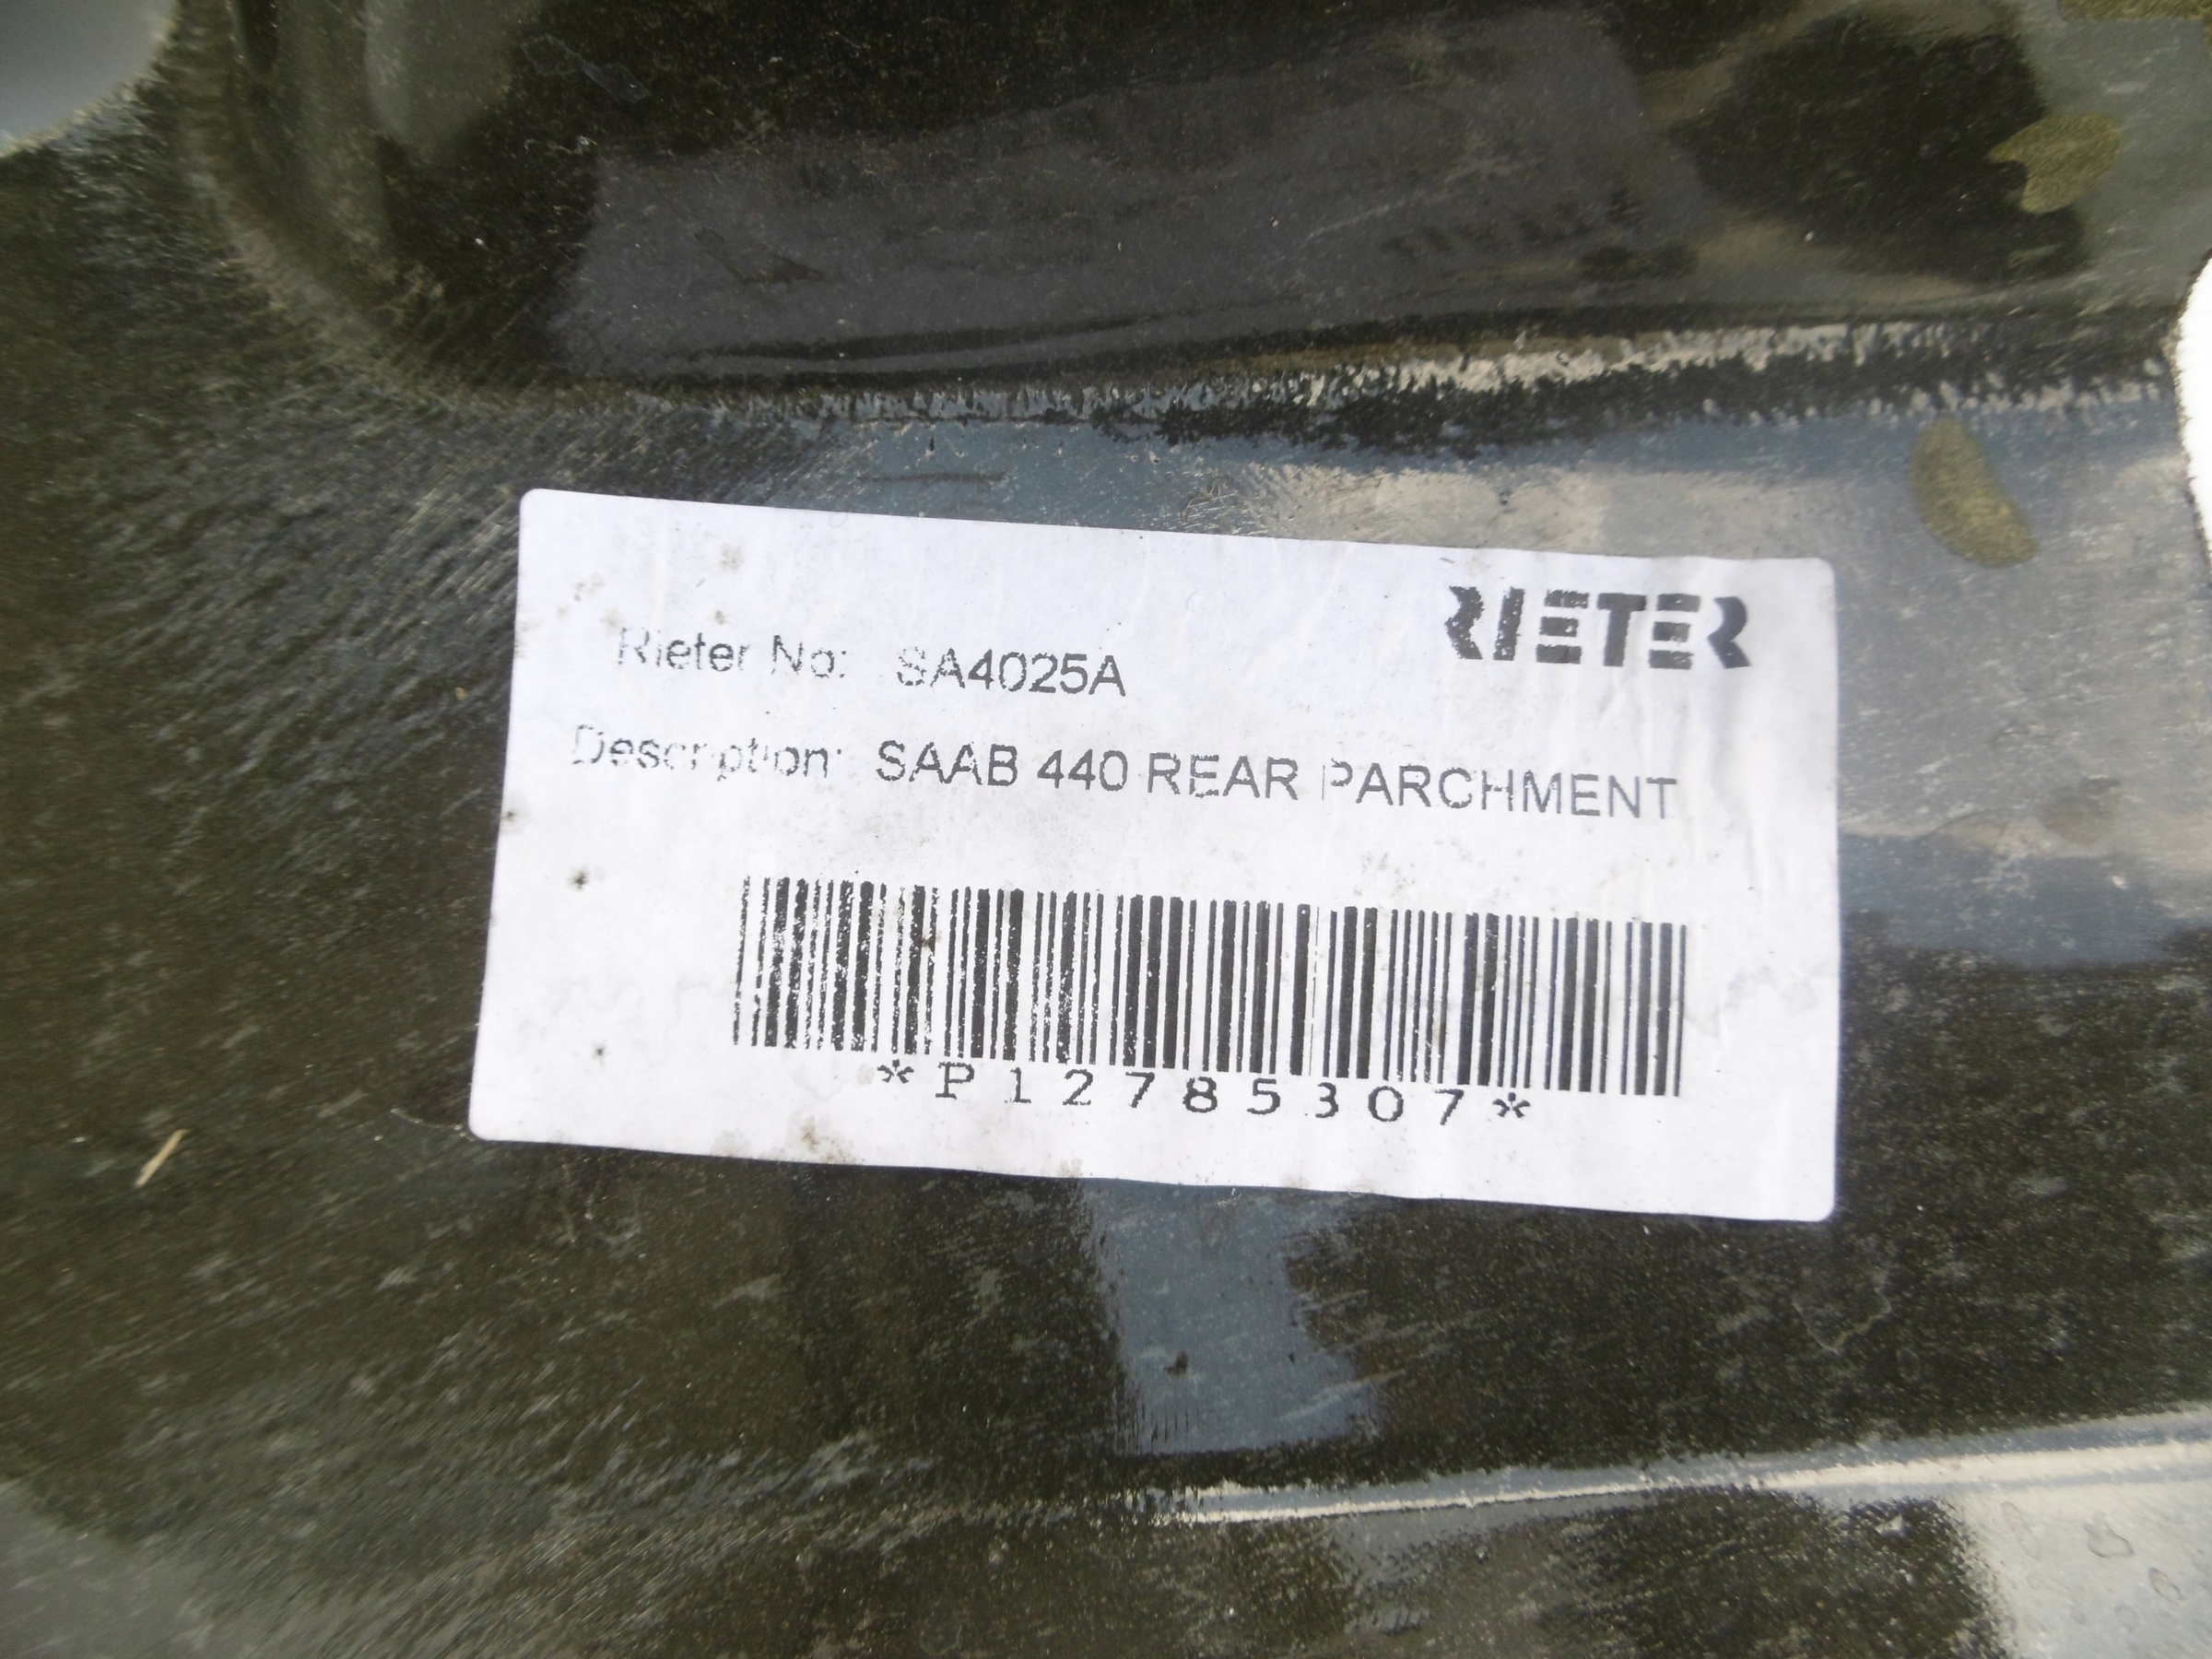 RIETER
Rieter No: SA4025A
Description: SAAB 440 REAR PARCHMENT
*P12785307*